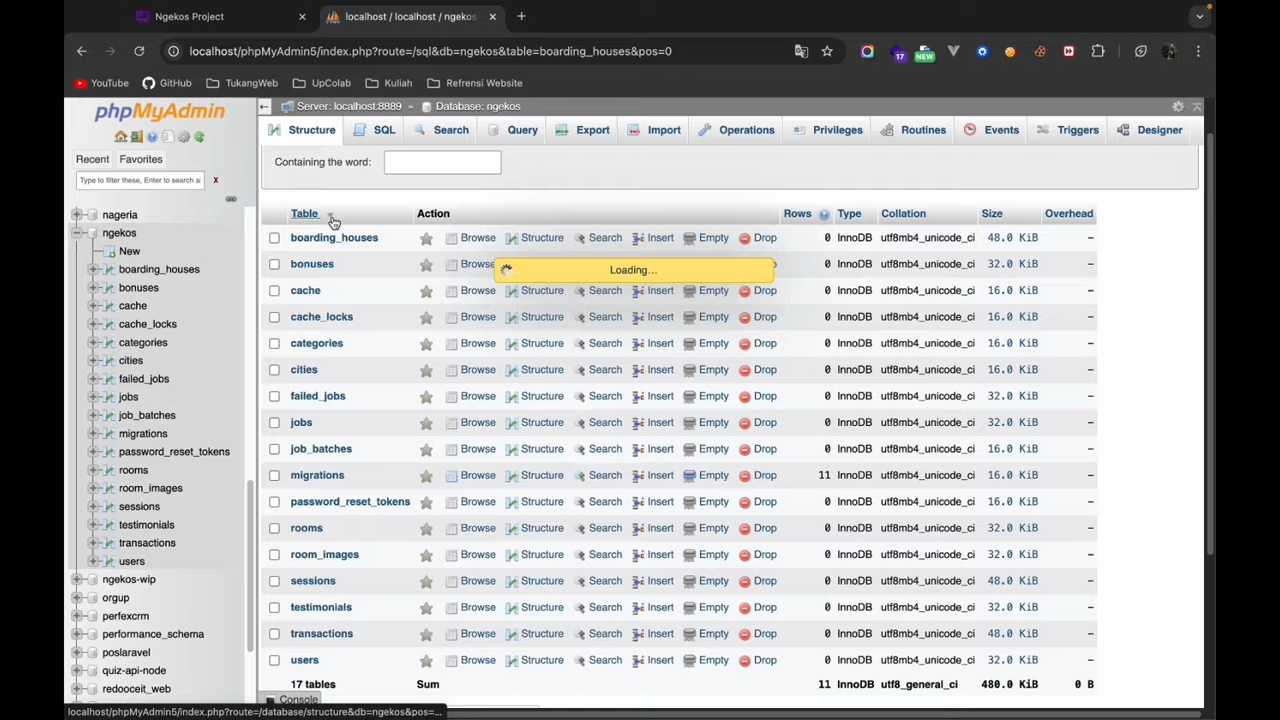 Ngekos Project
localhost / localhost / ngekos
localhost/phpMyAdmin5/index.php?route=/sql&db=ngekos&table=boarding_houses&pos=0
17
NEW
YouTube
GitHub
TukangWeb
UpColab
Kuliah
Refrensi Website
phpMyAdmin
Server: localhost:8889 » Database: ngekos
Recent Favorites
Structure SQL Search Query Export Import Operations Privileges Routines Events Triggers Designer
Type to filter these, Enter to search a
X
Containing the word:
nageria
ngekos
New
boarding_houses
bonuses
cache
cache_locks
categories
cities
failed_jobs
jobs
job_batches
migrations
password_reset_tokens
rooms
room_images
sessions
testimonials
transactions
users
ngekos-wip
orgup
perfexcrm
performance_schema
poslaravel
quiz-api-node
redooceit_web
Table Action Rows Type Collation Size Overhead
boarding_houses Browse Structure Search Insert Empty Drop 0 InnoDB utf8mb4_unicode_ci 48.0 KiB –
Loading…
bonuses Browse 0 InnoDB utf8mb4_unicode_ci 32.0 KiB –
cache Browse Structure Search Insert Empty Drop 0 InnoDB utf8mb4_unicode_ci 16.0 KiB –
cache_locks Browse Structure Search Insert Empty Drop 0 InnoDB utf8mb4_unicode_ci 16.0 KiB –
categories Browse Structure Search Insert Empty Drop 0 InnoDB utf8mb4_unicode_ci 16.0 KiB –
cities Browse Structure Search Insert Empty Drop 0 InnoDB utf8mb4_unicode_ci 16.0 KiB –
failed_jobs Browse Structure Search Insert Empty Drop 0 InnoDB utf8mb4_unicode_ci 32.0 KiB –
jobs Browse Structure Search Insert Empty Drop 0 InnoDB utf8mb4_unicode_ci 32.0 KiB –
job_batches Browse Structure Search Insert Empty Drop 0 InnoDB utf8mb4_unicode_ci 16.0 KiB –
migrations Browse Structure Search Insert Empty Drop 11 InnoDB utf8mb4_unicode_ci 16.0 KiB –
password_reset_tokens Browse Structure Search Insert Empty Drop 0 InnoDB utf8mb4_unicode_ci 16.0 KiB –
rooms Browse Structure Search Insert Empty Drop 0 InnoDB utf8mb4_unicode_ci 32.0 KiB –
room_images Browse Structure Search Insert Empty Drop 0 InnoDB utf8mb4_unicode_ci 32.0 KiB –
sessions Browse Structure Search Insert Empty Drop 0 InnoDB utf8mb4_unicode_ci 48.0 KiB –
testimonials Browse Structure Search Insert Empty Drop 0 InnoDB utf8mb4_unicode_ci 32.0 KiB –
transactions Browse Structure Search Insert Empty Drop 0 InnoDB utf8mb4_unicode_ci 48.0 KiB –
users Browse Structure Search Insert Empty Drop 0 InnoDB utf8mb4_unicode_ci 32.0 KiB –
17 tables Sum 11 InnoDB utf8_general_ci 480.0 KiB 0 B
Console
localhost/phpMyAdmin5/index.php?route=/database/structure&db=ngekos&pos=…